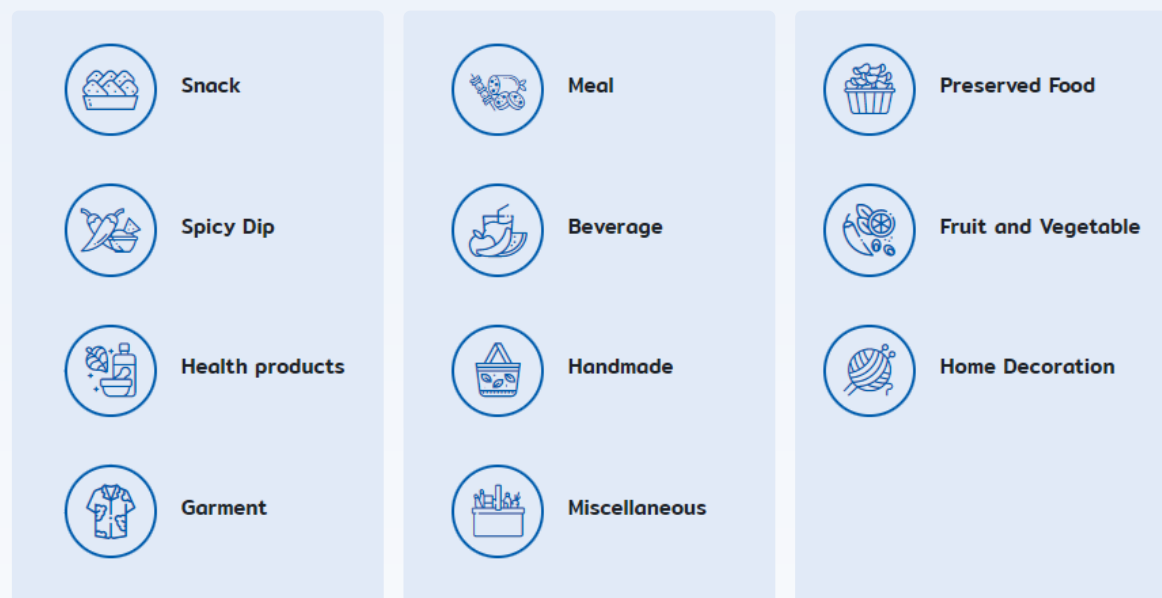 Snack
Meal
Preserved Food
Spicy Dip
Beverage
Fruit and Vegetable
Health products
Handmade
Home Decoration
Garment
Miscellaneous